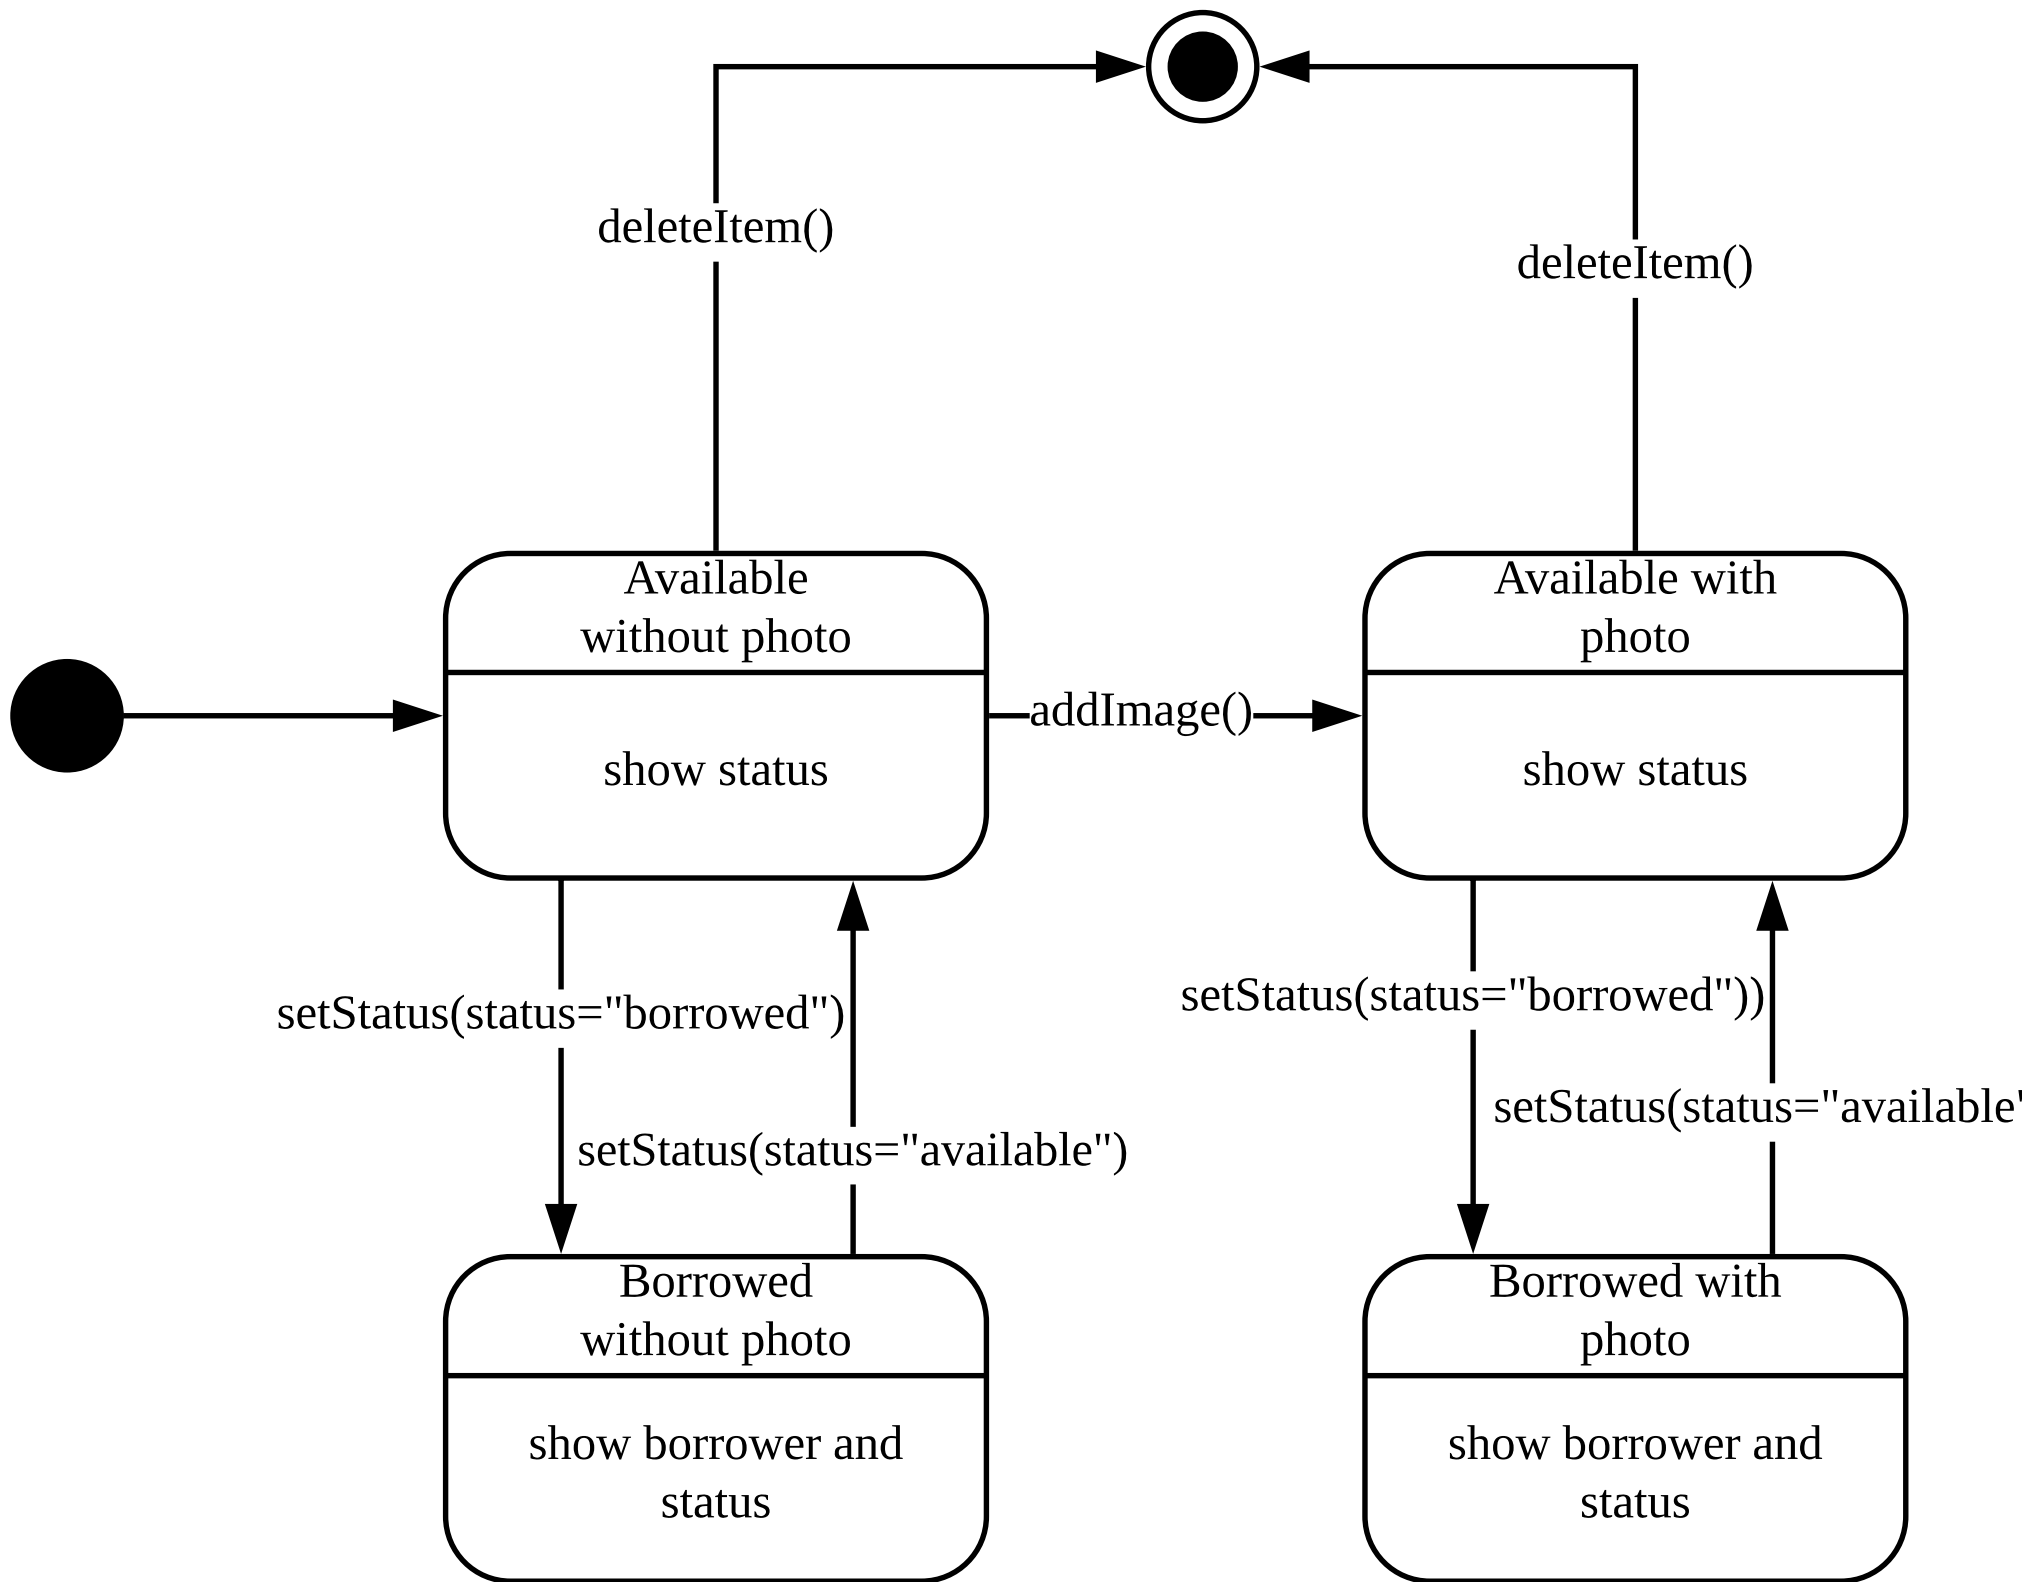 deleteItem()
deleteItem()
Available
without photo
show status
addImage()
Available with
photo
show status
setStatus(status="borrowed")
setStatus(status="available")
setStatus(status="borrowed"))
setStatus(status="available"
Borrowed
without photo
show borrower and
status
Borrowed with
photo
show borrower and
status